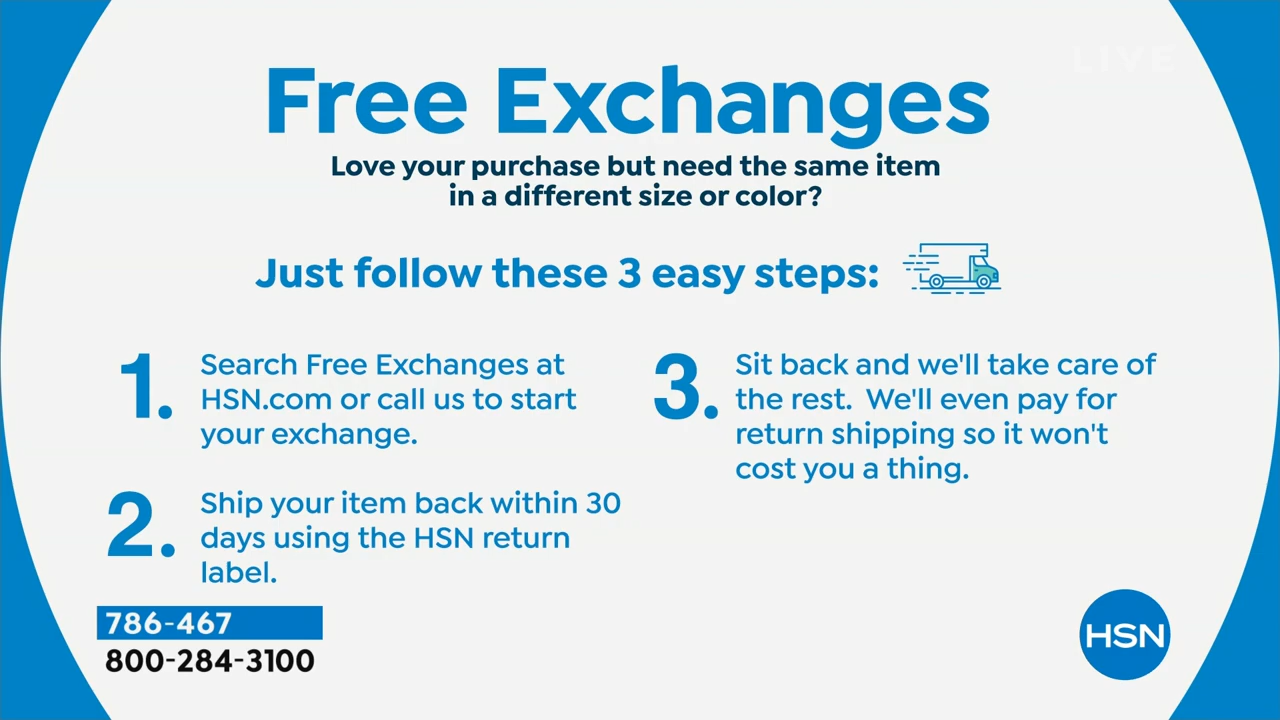 LIVE
Free Exchanges
Love your purchase but need the same item
in a different size or color?
Just follow these 3 easy steps:
1. Search Free Exchanges at
HSN.com or call us to start
your exchange.
2. Ship your item back within 30
days using the HSN return
label.
3. Sit back and we'll take care of
the rest. We'll even pay for
return shipping so it won't
cost you a thing.
786-467
800-284-3100
HSN